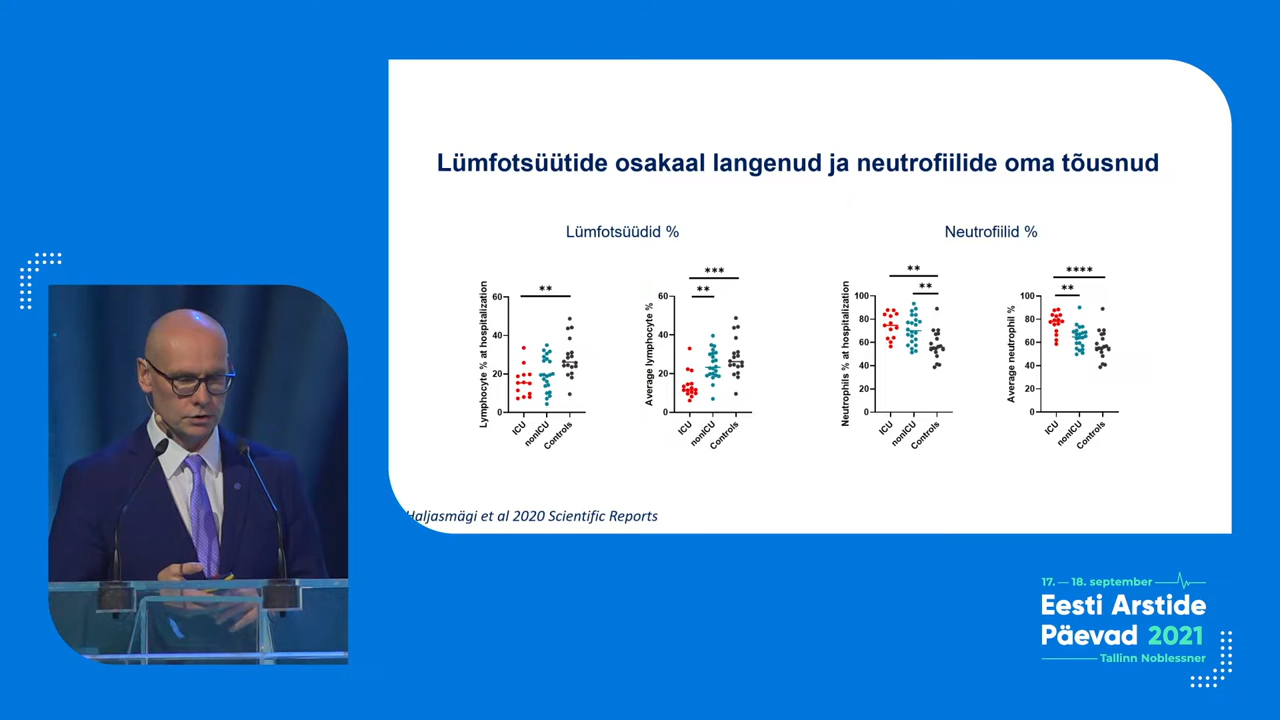 Lümfotsüütide osakaal langenud ja neutrofiilide oma tõusnud
Lümfotsüüdid %
Neutrofiilid %
Lymphocyte % at hospitalization
60
40
20
0
**
ICU
nonICU
Controls
Average lymphocyte %
60
40
20
0
***
**
ICU
nonICU
Controls
Neutrophils % at hospitalization
100
80
60
40
20
0
**
**
ICU
nonICU
Controls
Average neutrophil %
100
80
60
40
20
0
****
**
ICU
nonICU
Controls
Haljasmägi et al 2020 Scientific Reports
17. — 18. september
Eesti Arstide
Päevad 2021
Tallinn Noblessner